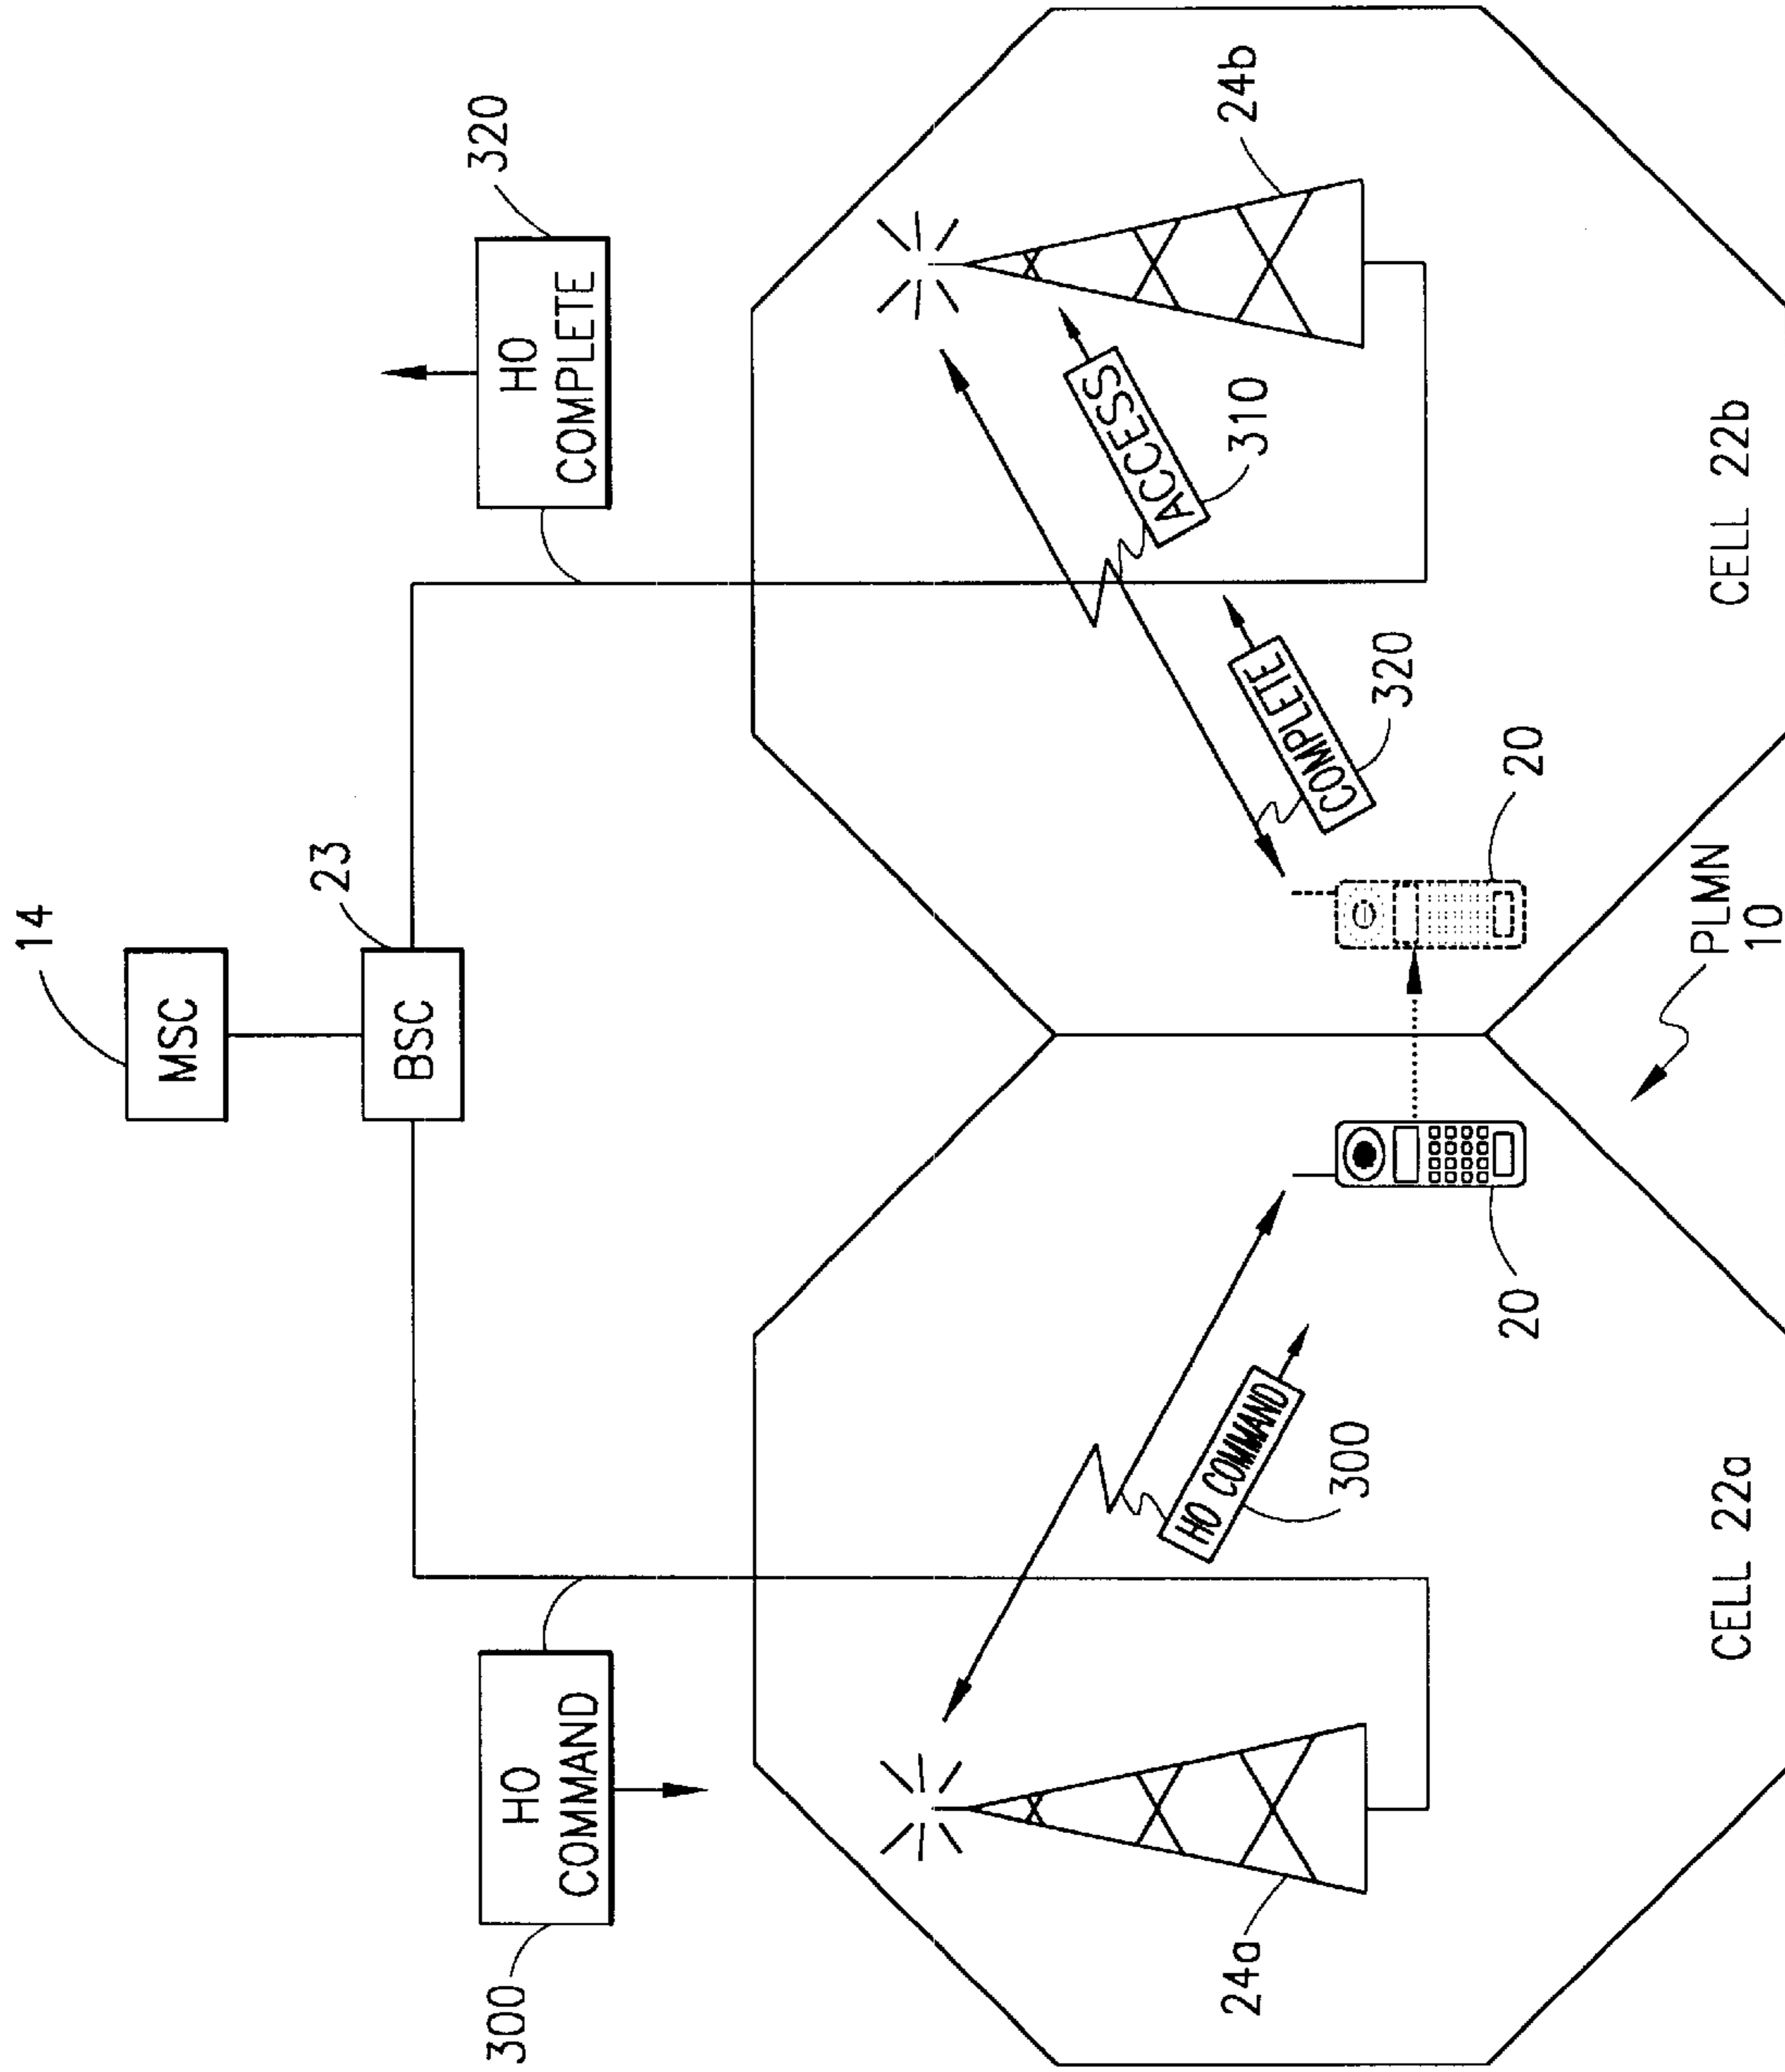 14
MSC
23
BSC
300
HO
COMMAND
320
HO
COMPLETE
24a
HO COMMAND
300
20
CELL 22a
ACCESS
310
24b
COMPLETE
320
20
CELL 22b
PLMN
10